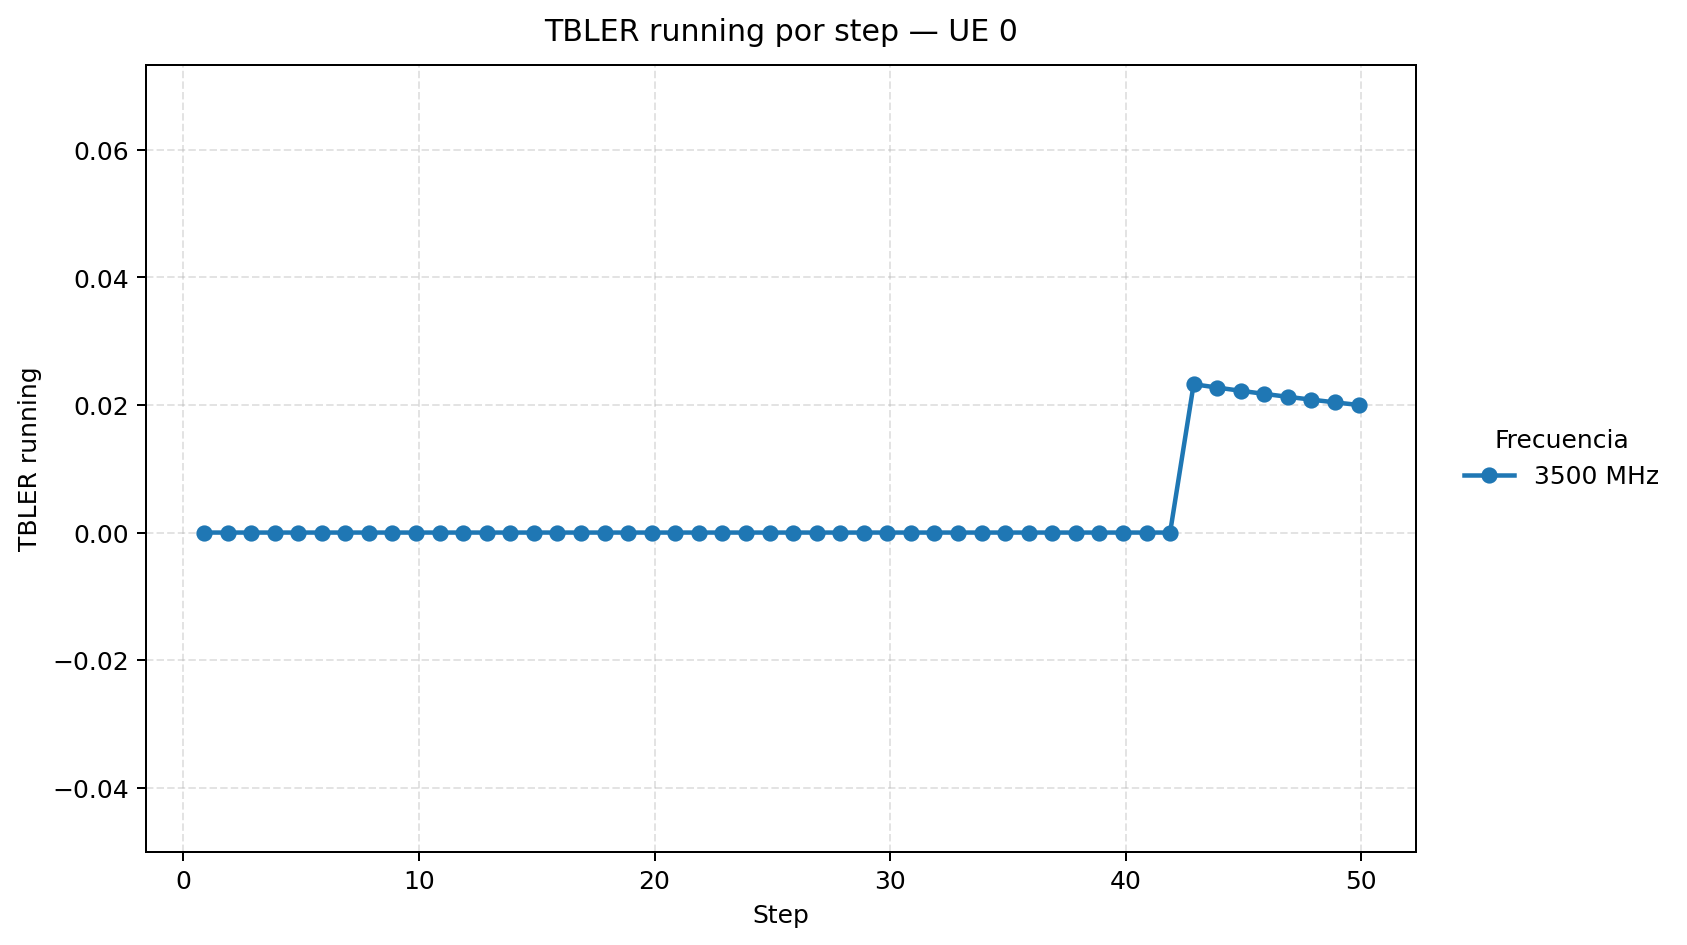 TBLER running por step — UE 0
0.06
0.04
0.02
0.00
−0.02
−0.04
TBLER running
0 10 20 30 40 50
Step
Frecuencia
3500 MHz